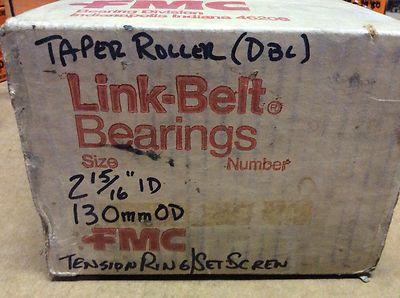 FMC
Bearing Division
Indianapolis Indiana 46206
TAPER ROLLER (DBL)
Link-Belt®
Bearings
Size Number
2 15/16" ID
130mm OD
FMC
TENSION RING/SET SCREW